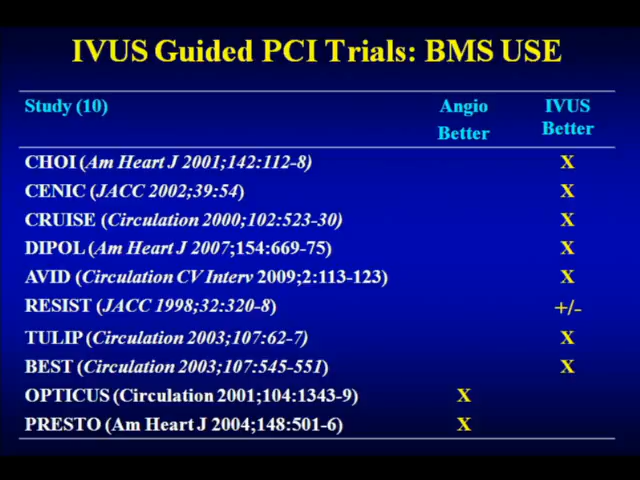 IVUS Guided PCI Trials: BMS USE
Study (10) Angio Better IVUS Better
CHOI (Am Heart J 2001;142:112-8) X
CENIC (JACC 2002;39:54) X
CRUISE (Circulation 2000;102:523-30) X
DIPOL (Am Heart J 2007;154:669-75) X
AVID (Circulation CV Interv 2009;2:113-123) X
RESIST (JACC 1998;32:320-8) +/-
TULIP (Circulation 2003;107:62-7) X
BEST (Circulation 2003;107:545-551) X
OPTICUS (Circulation 2001;104:1343-9) X
PRESTO (Am Heart J 2004;148:501-6) X